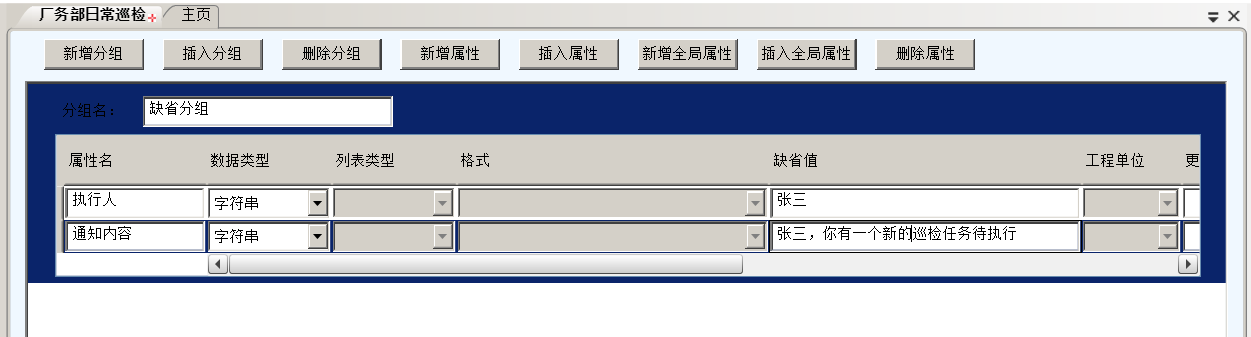 厂务部日常巡检 主页
新增分组 插入分组 删除分组 新增属性 插入属性 新增全局属性 插入全局属性 删除属性
分组名： 缺省分组
属性名 数据类型 列表类型 格式 缺省值 工程单位 更
执行人 字符串 张三
通知内容 字符串 张三，你有一个新的巡检任务待执行